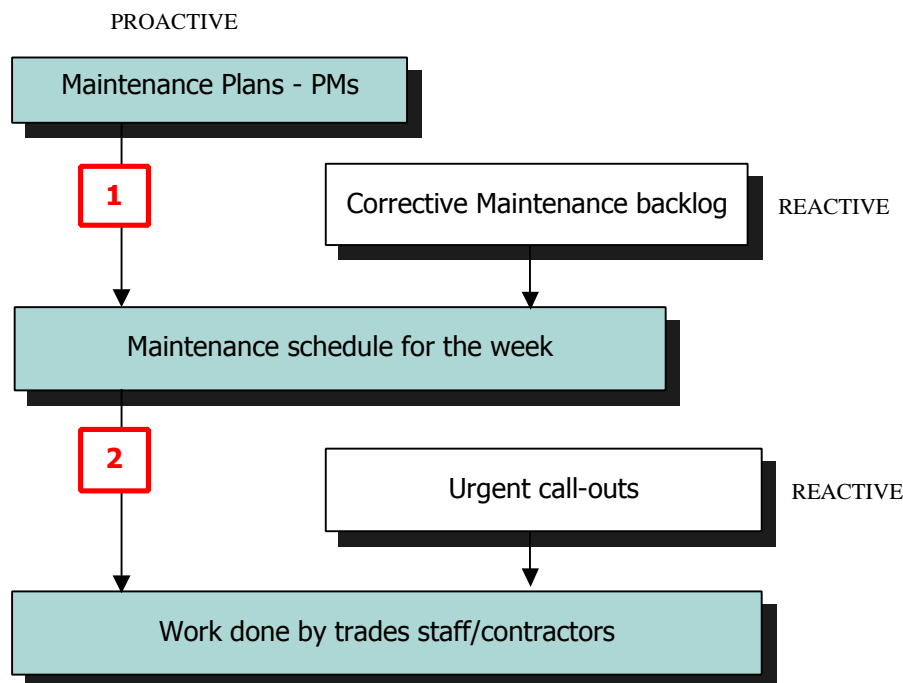 PROACTIVE
Maintenance Plans - PMs
1
Corrective Maintenance backlog
REACTIVE
Maintenance schedule for the week
2
Urgent call-outs
REACTIVE
Work done by trades staff/contractors